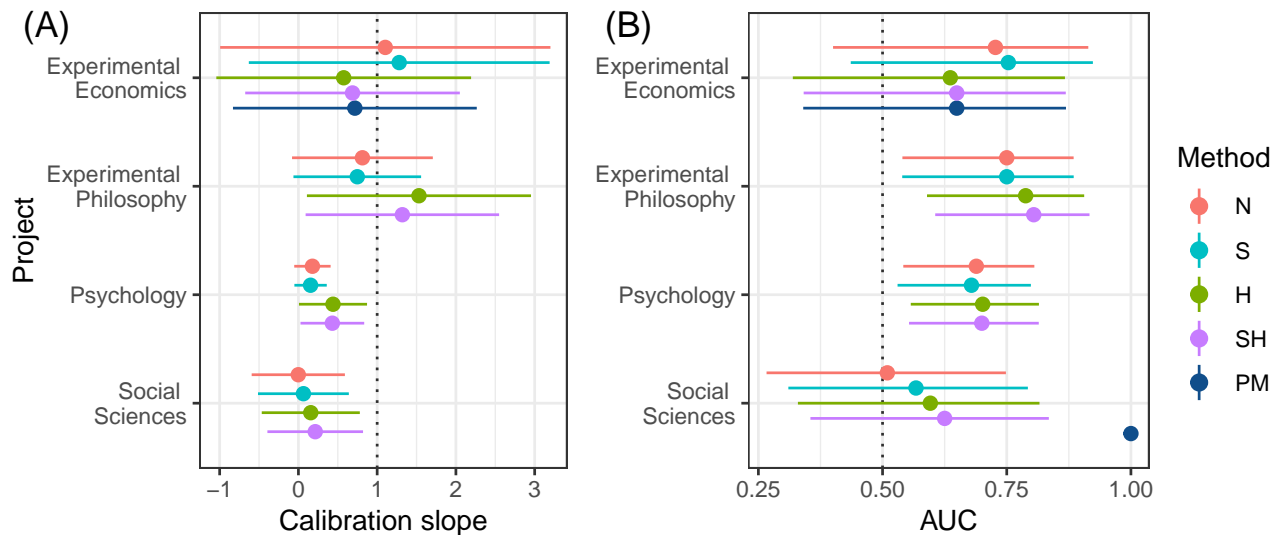 (A)
Project
Experimental
Economics
Experimental
Philosophy
Psychology
Social
Sciences
−1
0
1
2
3
Calibration slope
(B)
Experimental
Economics
Experimental
Philosophy
Psychology
Social
Sciences
0.25
0.50
0.75
1.00
AUC
Method
N
S
H
SH
PM